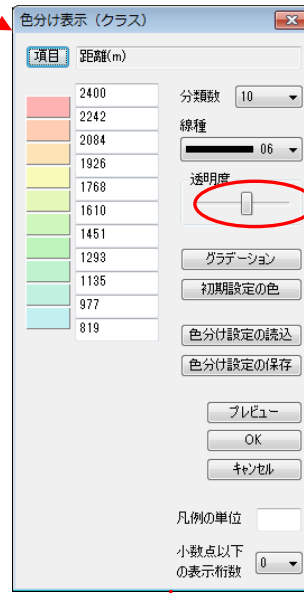 色分け表示（クラス）
項目 距離(m)
2400
2242
2084
1926
1768
1610
1451
1293
1135
977
819
分類数 10
線種
06
透明度
グラデーション
初期設定の色
色分け設定の読込
色分け設定の保存
プレビュー
OK
キャンセル
凡例の単位
小数点以下
の表示桁数 0